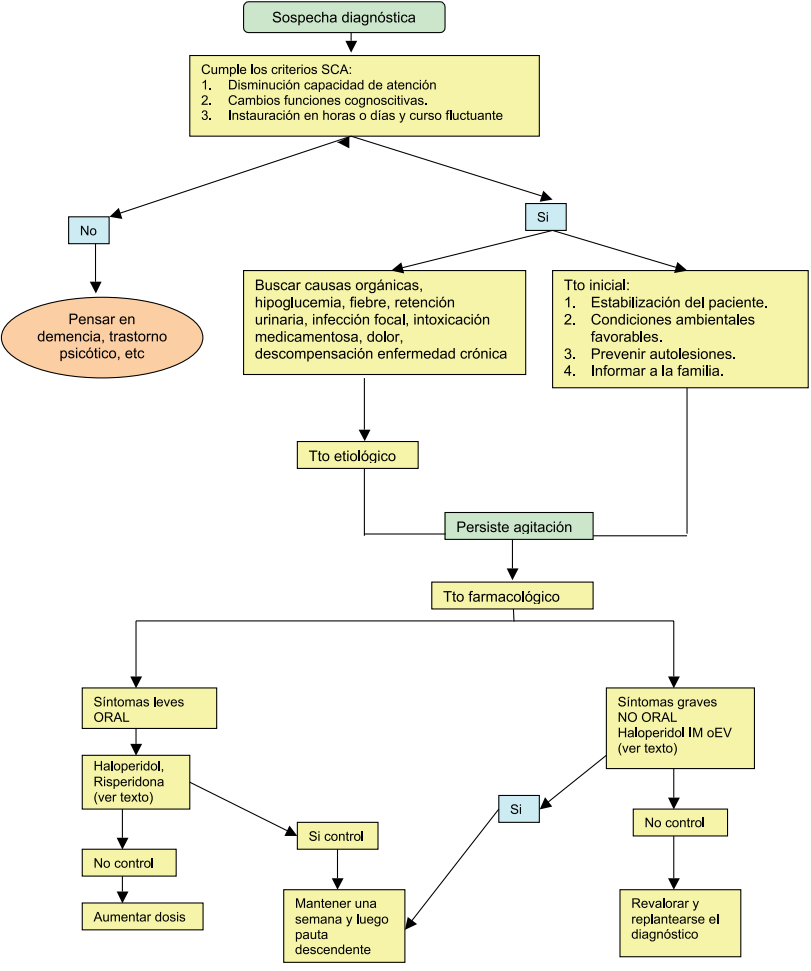 Sospecha diagnóstica
Cumple los criterios SCA:
1. Disminución capacidad de atención
2. Cambios funciones cognoscitivas.
3. Instauración en horas o días y curso fluctuante
No
Si
Pensar en
demencia, trastorno
psicótico, etc
Buscar causas orgánicas,
hipoglucemia, fiebre, retención
urinaria, infección focal, intoxicación
medicamentosa, dolor,
descompensación enfermedad crónica
Tto inicial:
1. Estabilización del paciente.
2. Condiciones ambientales
favorables.
3. Prevenir autolesiones.
4. Informar a la familia.
Tto etiológico
Persiste agitación
Tto farmacológico
Síntomas leves
ORAL
Síntomas graves
NO ORAL
Haloperidol IM oEV
(ver texto)
Haloperidol,
Risperidona
(ver texto)
Si
No control
Si control
No control
Aumentar dosis
Mantener una
semana y luego
pauta
descendente
Revalorar y
replantearse el
diagnóstico